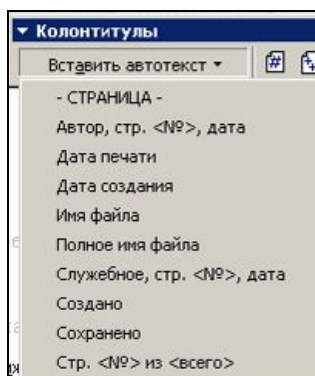 Колонтитулы
Вставить автотекст
- СТРАНИЦА -
Автор, стр. <№>, дата
Дата печати
Дата создания
Имя файла
Полное имя файла
Служебное, стр. <№>, дата
Создано
Сохранено
Стр. <№> из <всего>